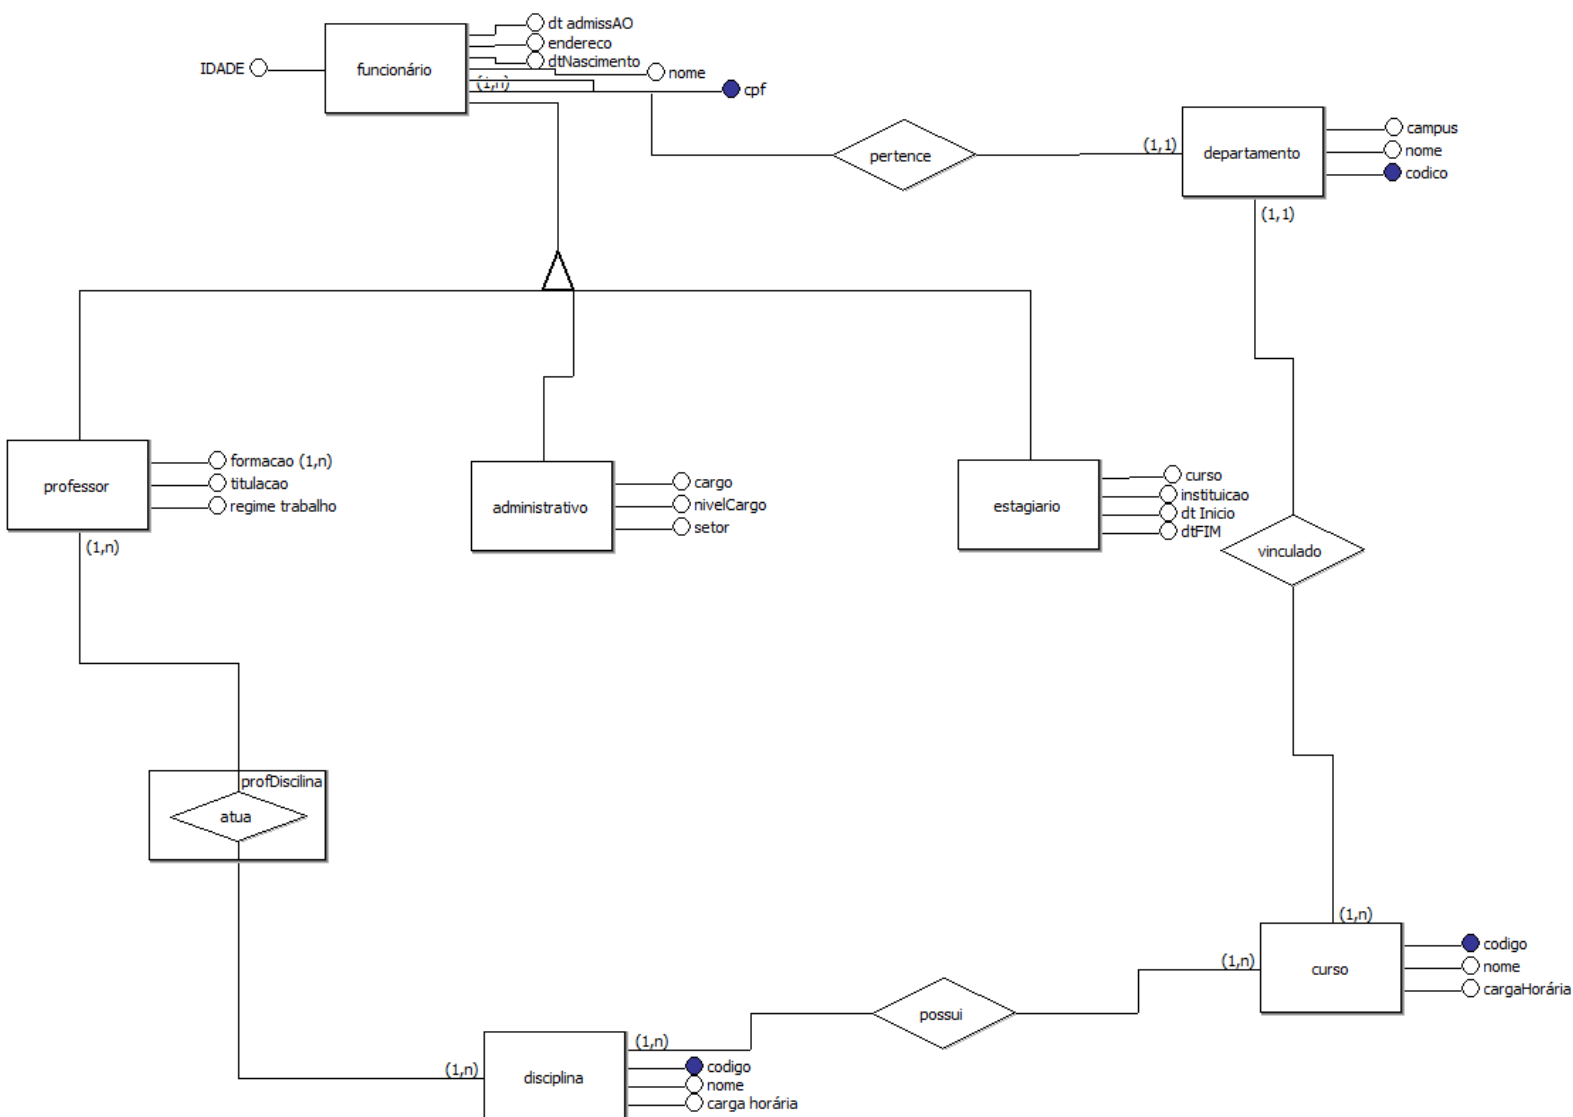 dt admissAO
endereco
IDADE
funcionário
dtNascimento
nome
(1,n)
cpf
pertence
(1,1)
departamento
campus
nome
codico
(1,1)
professor
formacao (1,n)
titulacao
regime trabalho
(1,n)
administrativo
cargo
nivelCargo
setor
estagiario
curso
instituicao
dt Inicio
dtFIM
vinculado
profDiscilina
atua
(1,n)
curso
codigo
nome
cargaHorária
(1,n)
possui
(1,n)
(1,n)
disciplina
codigo
nome
carga horária